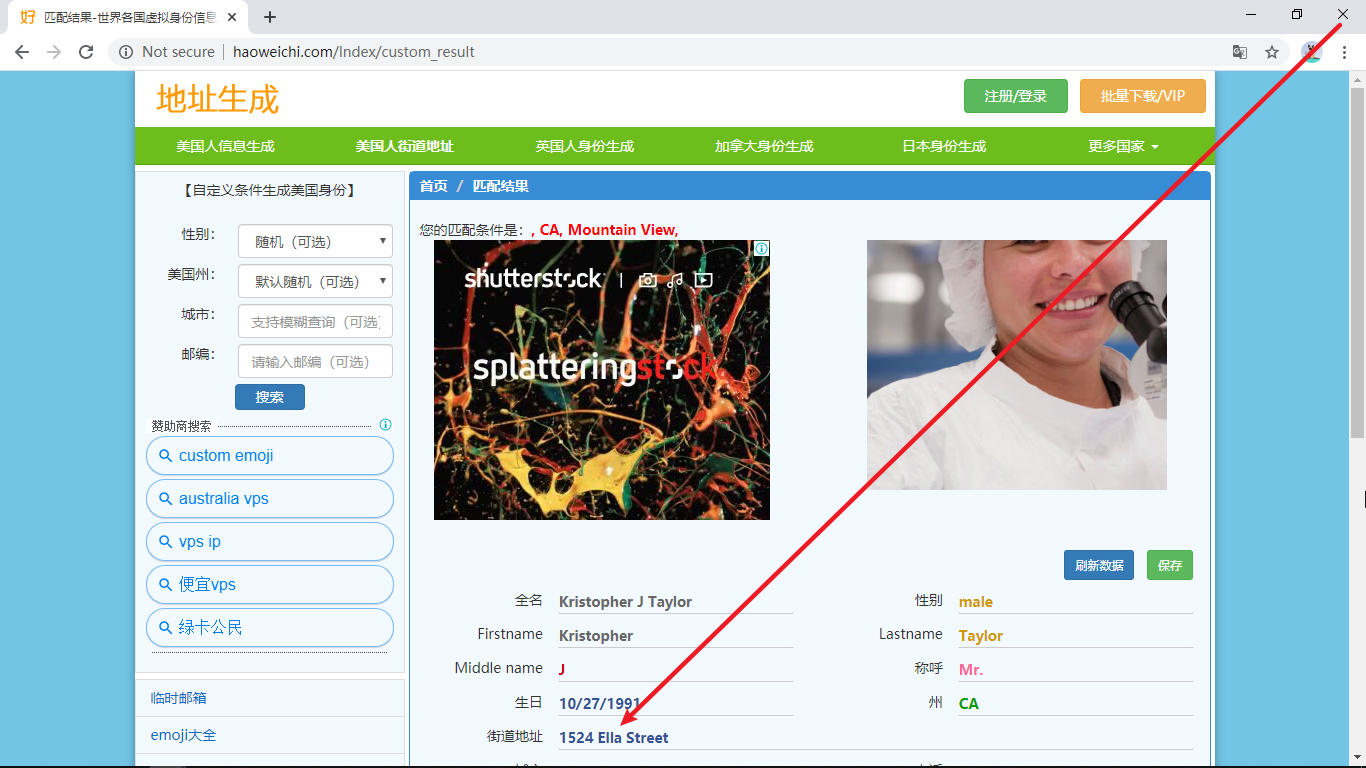 好 匹配结果-世界各国虚拟身份信息
Not secure haoweichi.com/Index/custom_result
地址生成
注册/登录 批量下载/VIP
美国人信息生成 美国人街道地址 英国人身份生成 加拿大身份生成 日本身份生成 更多国家
【自定义条件生成美国身份】
性别: 随机（可选）
美国州: 默认随机（可选）
城市: 支持模糊查询（可选）
邮编: 请输入邮编（可选）
搜索
赞助商搜索
custom emoji
australia vps
vps ip
便宜vps
绿卡公民
临时邮箱
emoji大全
首页 / 匹配结果
您的匹配条件是：, CA, Mountain View,
shutterstock
splatteringstock
刷新数据 保存
全名 Kristopher J Taylor 性别 male
Firstname Kristopher Lastname Taylor
Middle name J 称呼 Mr.
生日 10/27/1991 州 CA
街道地址 1524 Ella Street